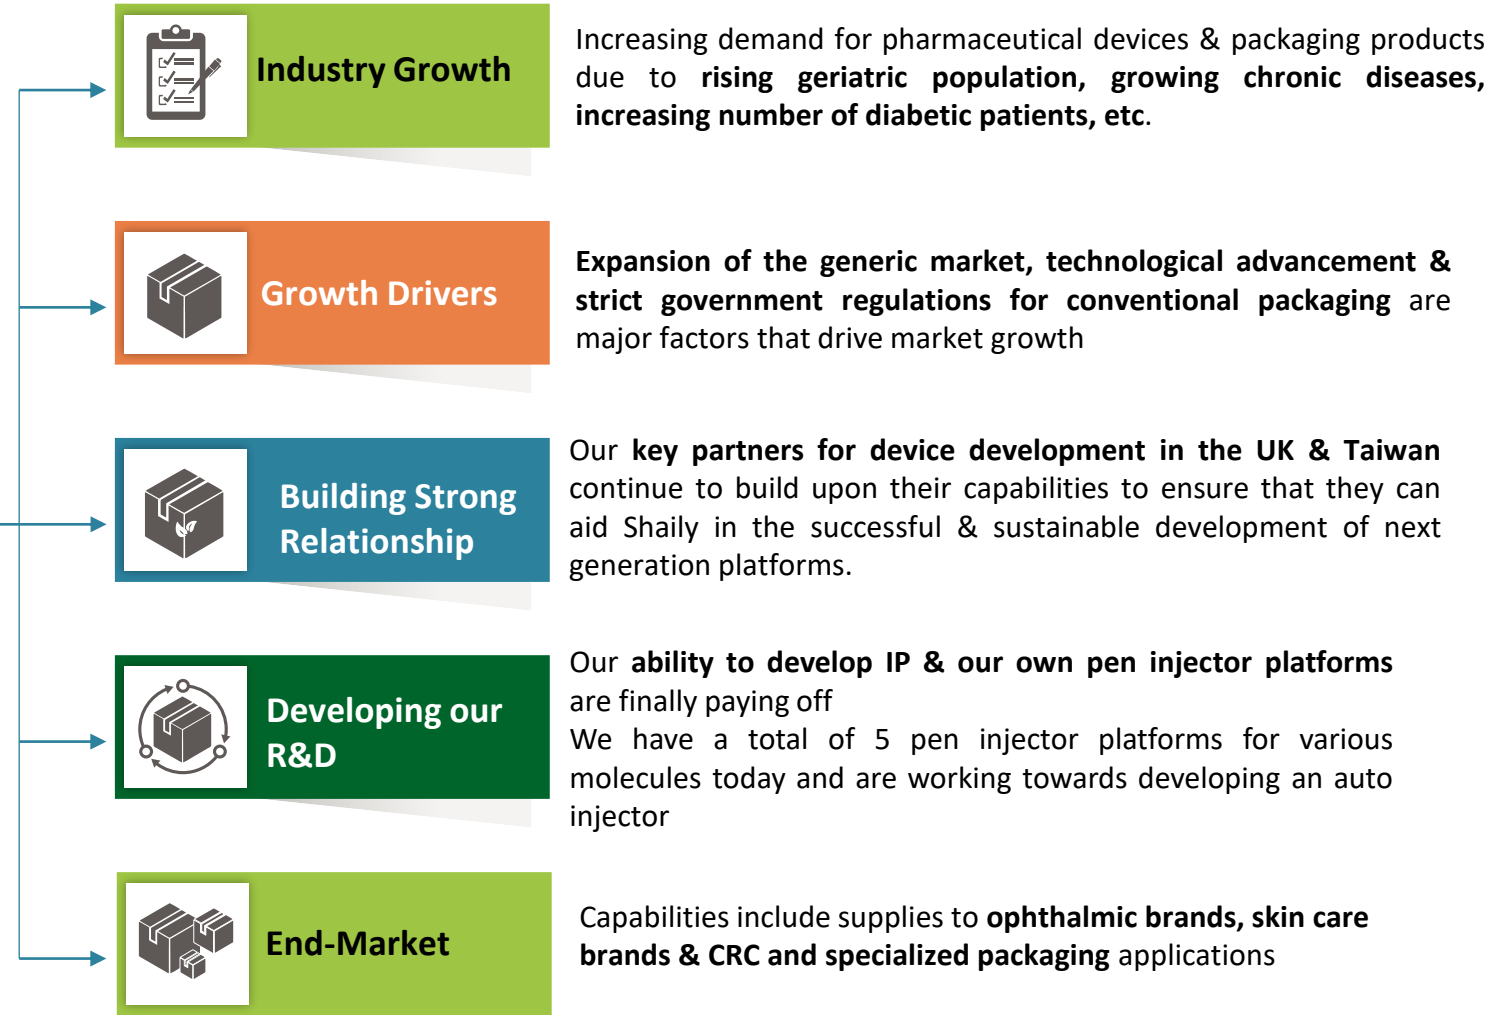 Industry Growth
Increasing demand for pharmaceutical devices & packaging products
due to rising geriatric population, growing chronic diseases,
increasing number of diabetic patients, etc.
Growth Drivers
Expansion of the generic market, technological advancement &
strict government regulations for conventional packaging are
major factors that drive market growth
Building Strong
Relationship
Our key partners for device development in the UK & Taiwan
continue to build upon their capabilities to ensure that they can
aid Shaily in the successful & sustainable development of next
generation platforms.
Developing our
R&D
Our ability to develop IP & our own pen injector platforms
are finally paying off
We have a total of 5 pen injector platforms for various
molecules today and are working towards developing an auto
injector
End-Market
Capabilities include supplies to ophthalmic brands, skin care
brands & CRC and specialized packaging applications